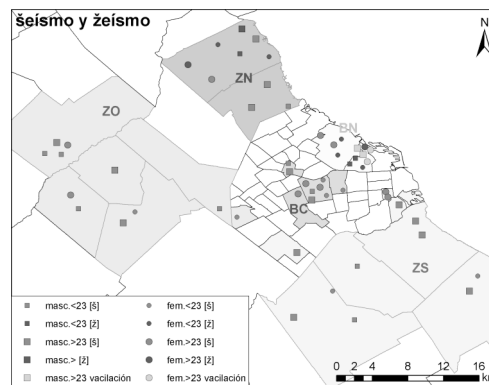 šeísmo y žeísmo
N
ZN
ZO
BN
BC
ZS
masc.<23 [š] fem.<23 [š]
masc.<23 [ž] fem.<23 [ž]
masc.>23 [š] fem.>23 [š]
masc.> [ž] fem.>23 [ž]
masc.>23 vacilación fem.>23 vacilación
0 2 4 8 12 16
km